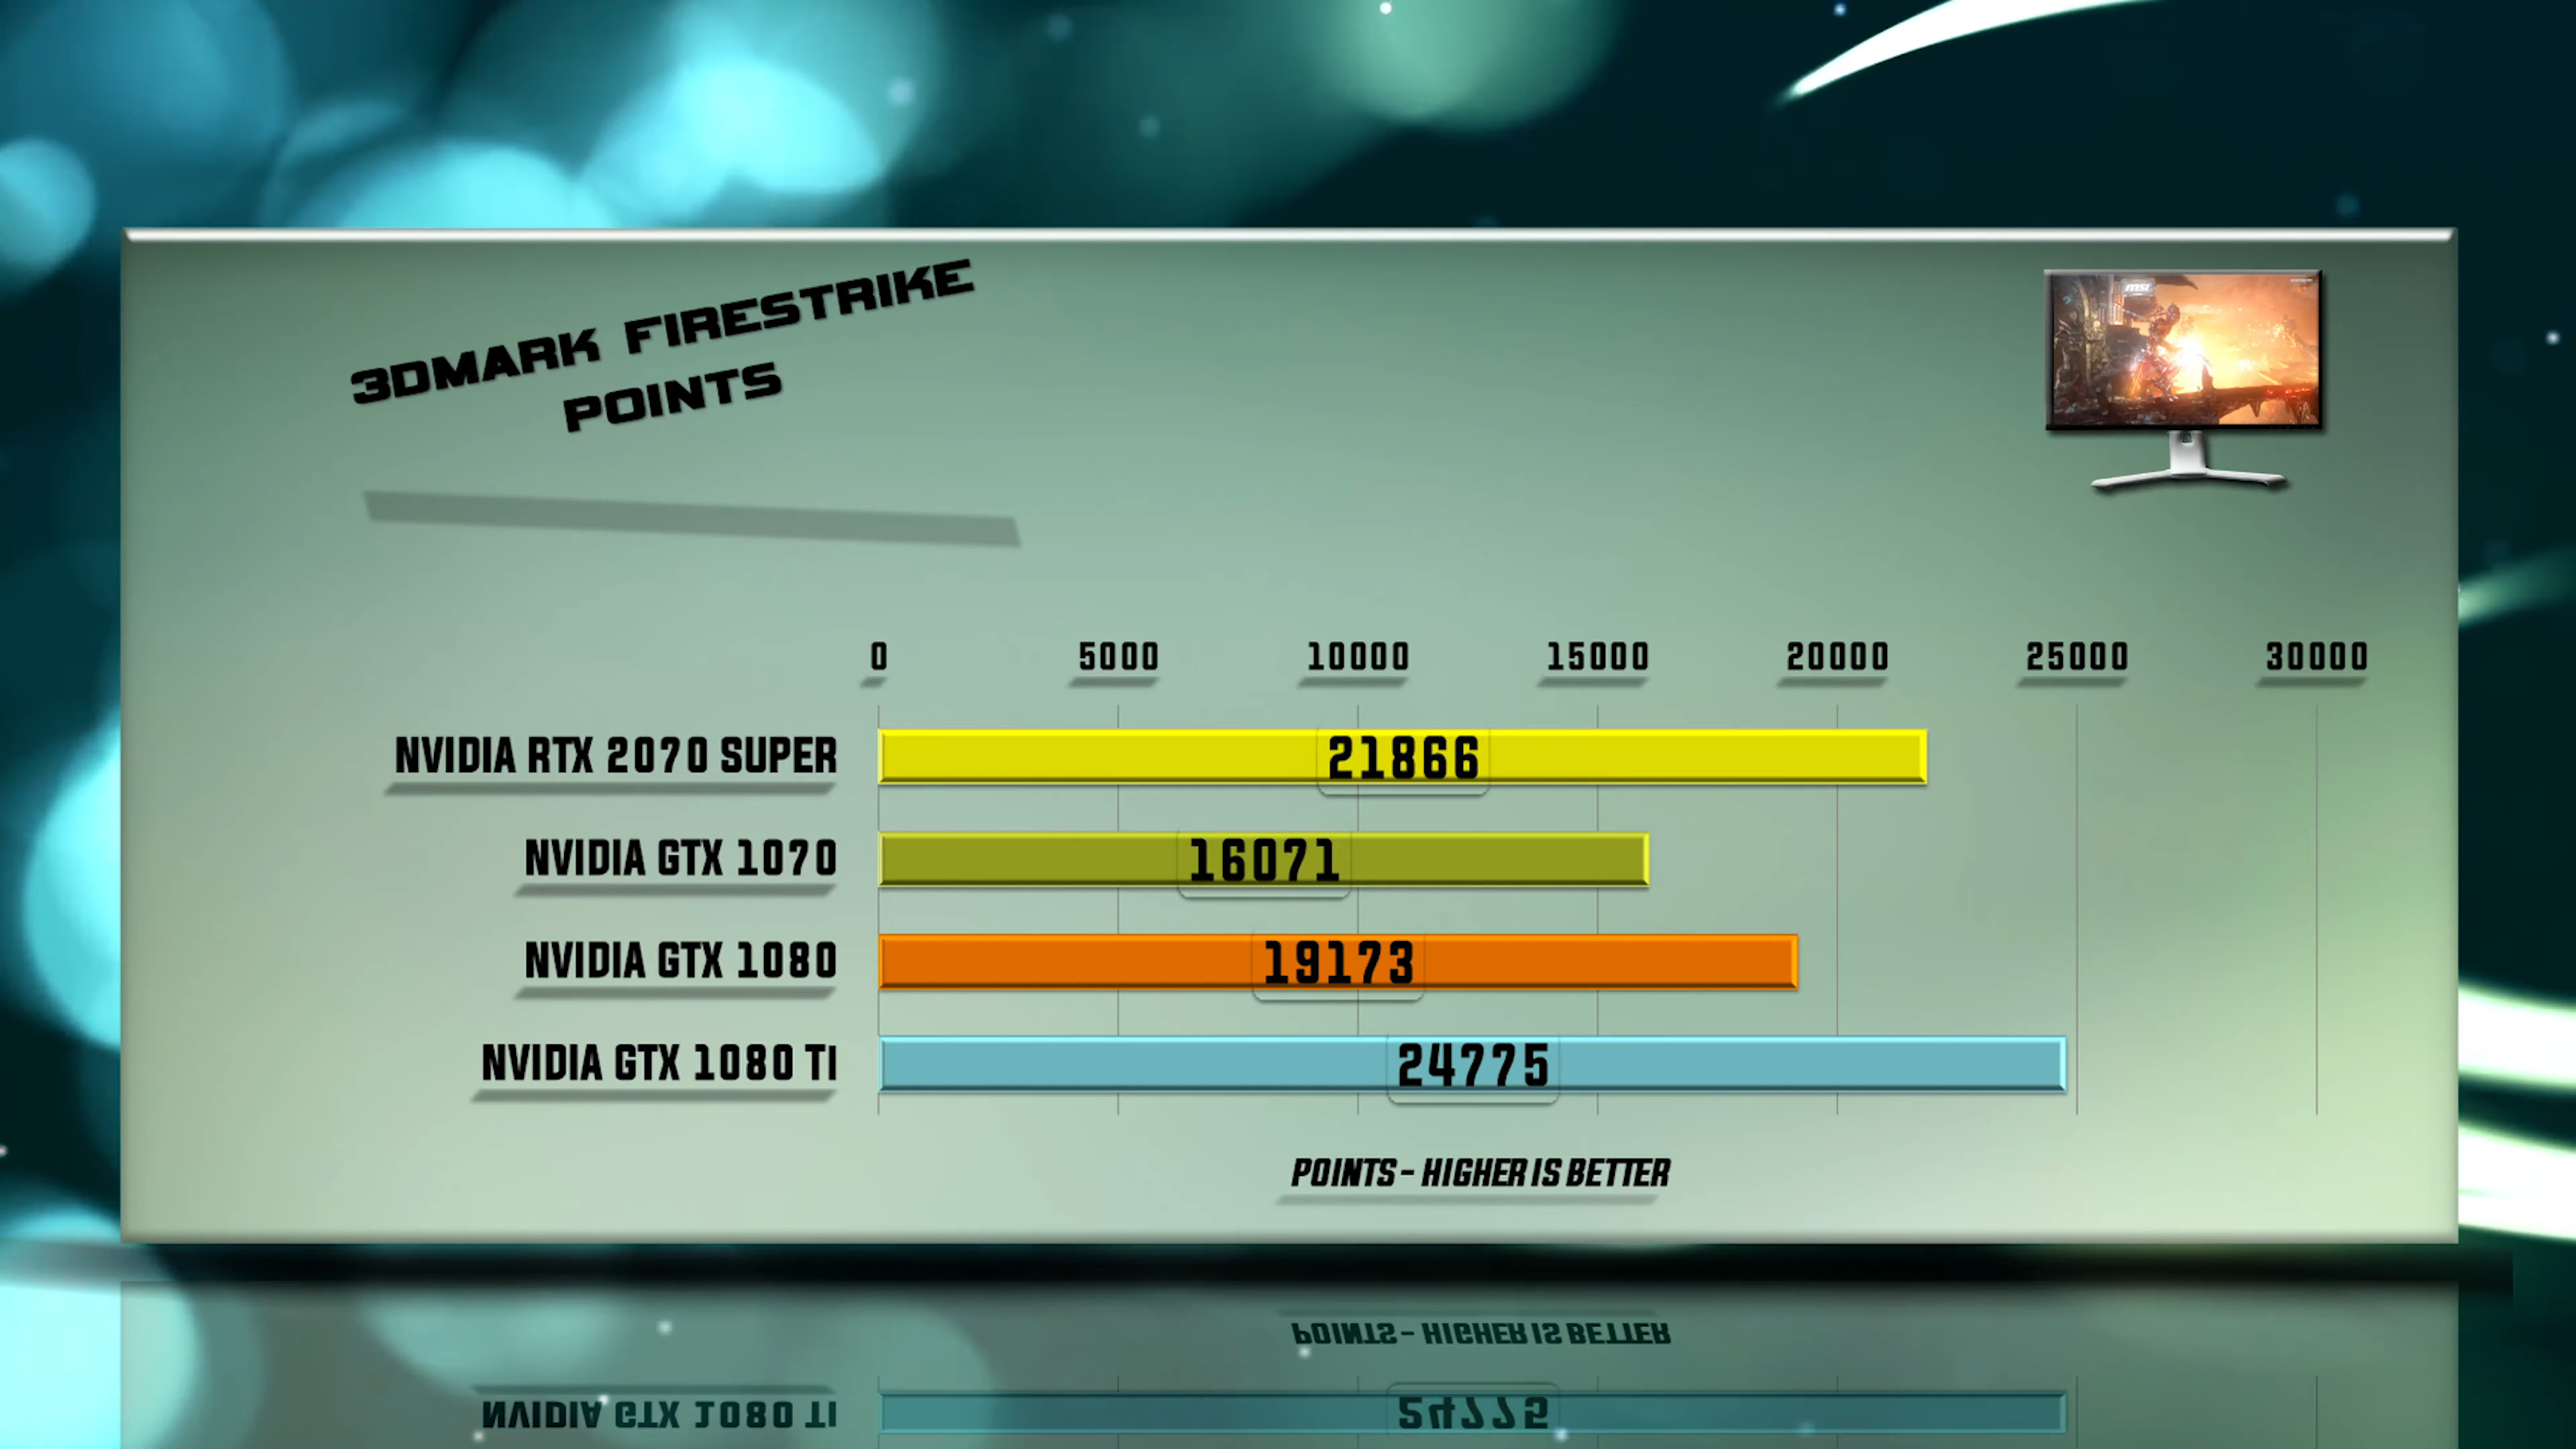 3DMARK FIRESTRIKE
POINTS
msi
0 5000 10000 15000 20000 25000 30000
NVIDIA RTX 2070 SUPER 21866
NVIDIA GTX 1070 16071
NVIDIA GTX 1080 19173
NVIDIA GTX 1080 TI 24775
POINTS - HIGHER IS BETTER
POINTS - HIGHER IS BETTER
NVIDIA GTX 1080 TI 24775